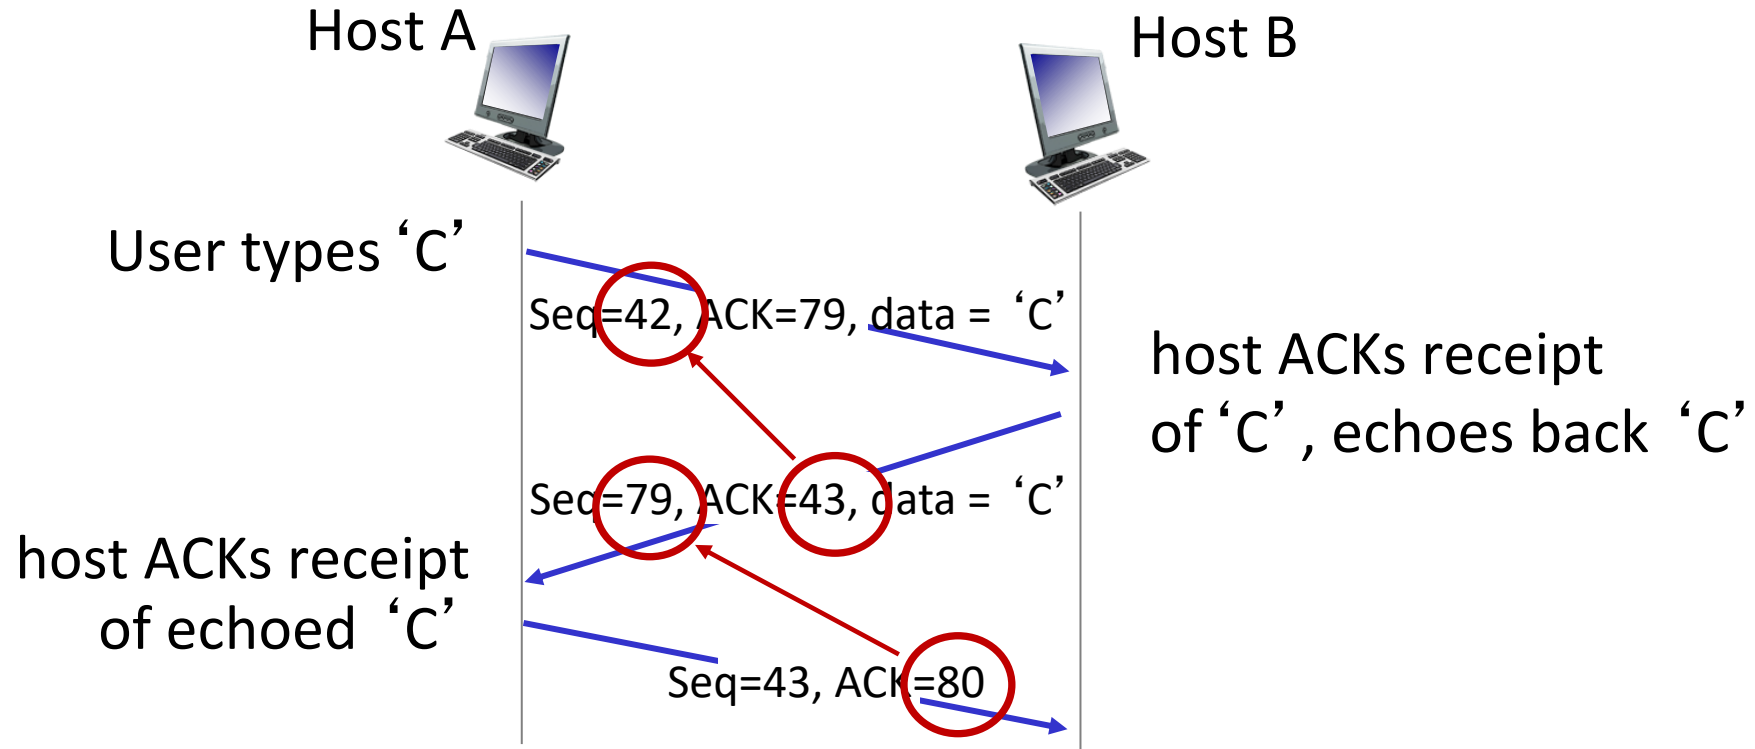 Host A
Host B
User types ‘C’
Seq=42, ACK=79, data = ‘C’
host ACKs receipt
of ‘C’, echoes back ‘C’
Seq=79, ACK=43, data = ‘C’
host ACKs receipt
of echoed ‘C’
Seq=43, ACK=80